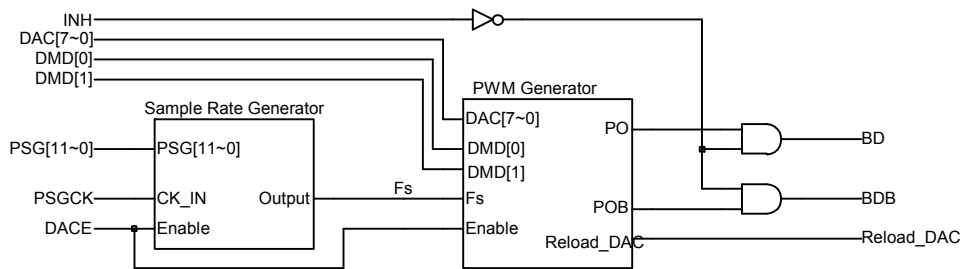 INH
DAC[7~0]
DMD[0]
DMD[1]
PWM Generator
Sample Rate Generator
DAC[7~0]
PO
BD
PSG[11~0]
PSG[11~0]
DMD[0]
DMD[1]
Fs
PSGCK
CK_IN
Output
Fs
POB
BDB
DACE
Enable
Enable
Reload_DAC
Reload_DAC